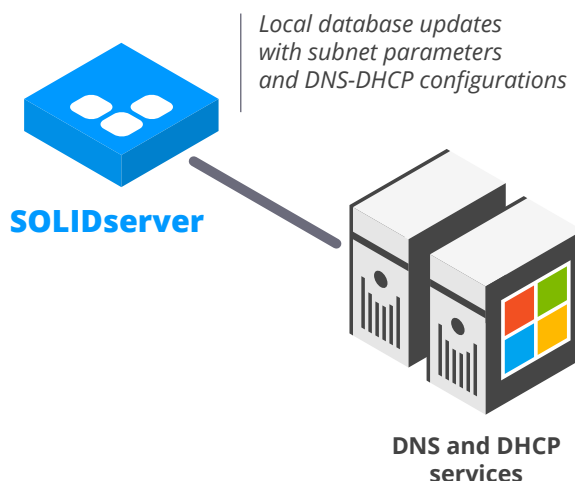 Local database updates
with subnet parameters
and DNS-DHCP configurations
SOLIDserver
DNS and DHCP
services